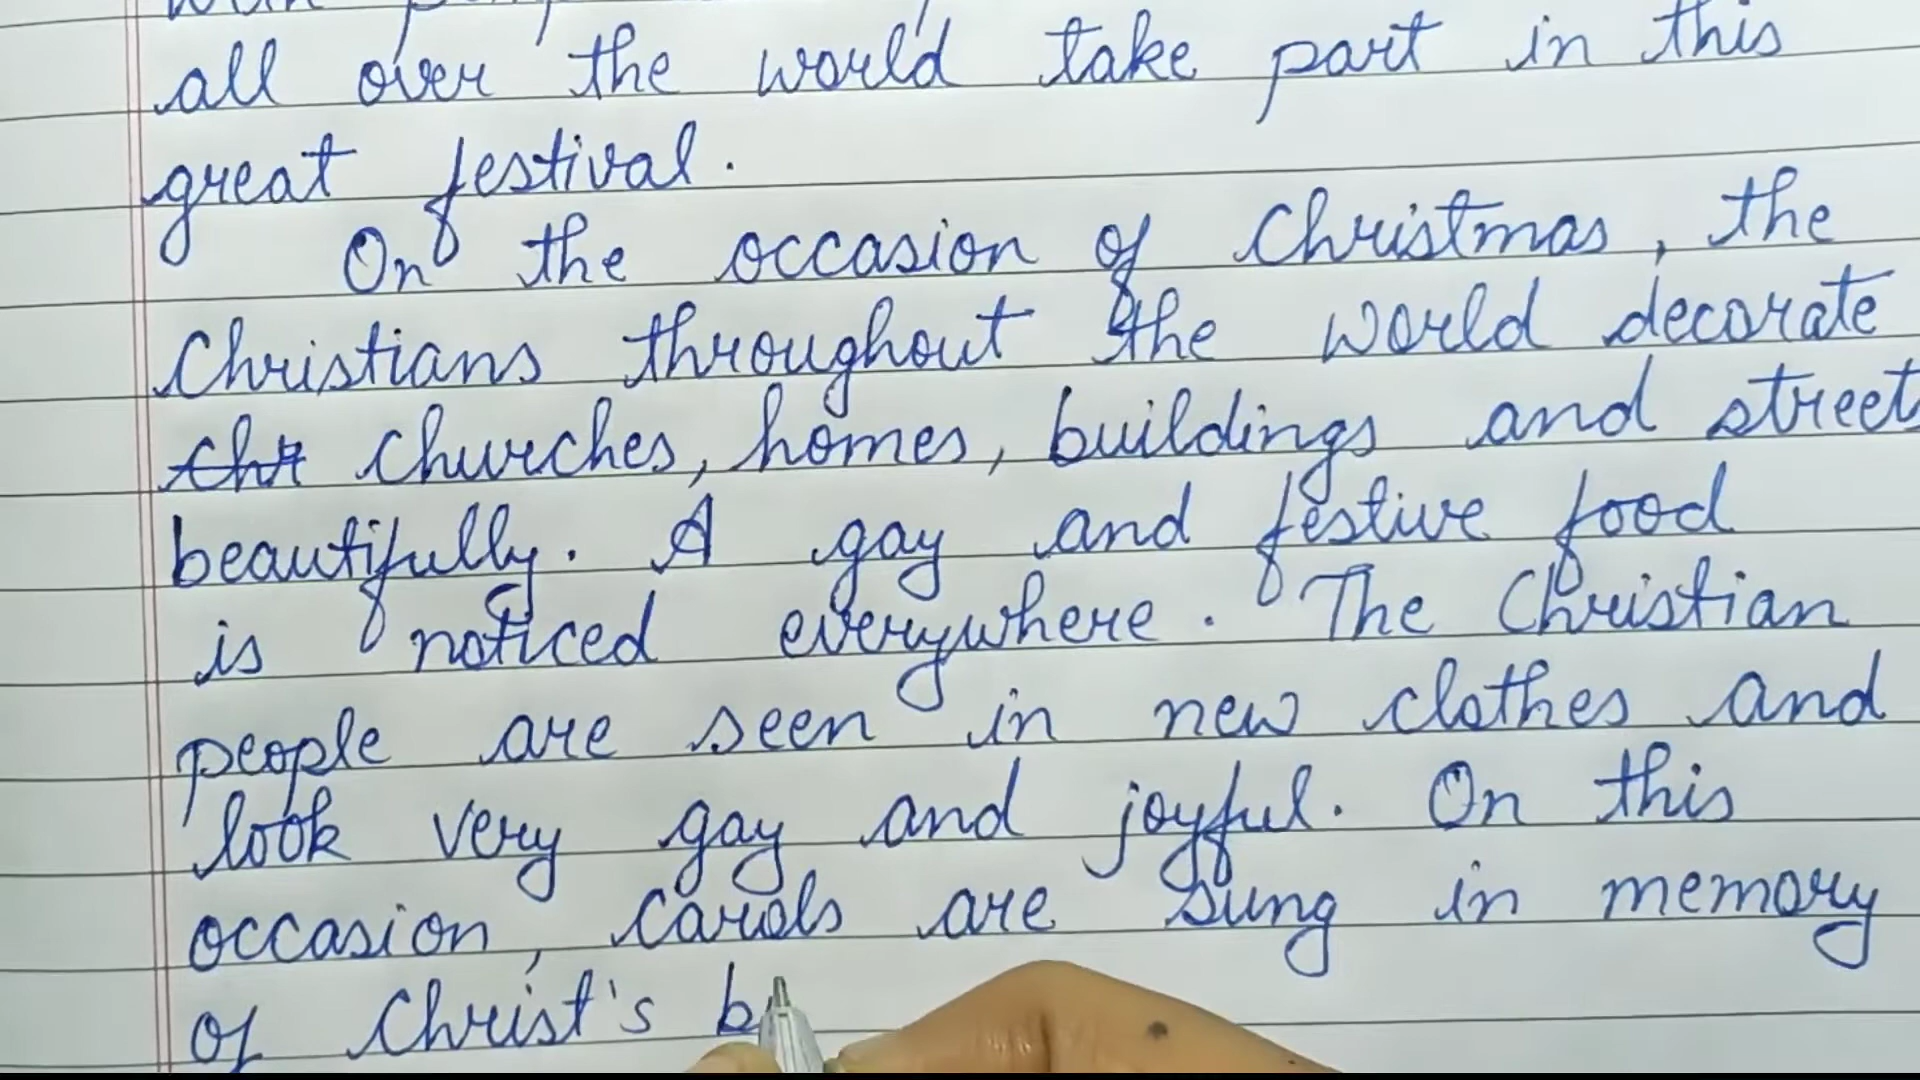 all over the world take part in this
great festival.
On the occasion of Christmas, the
Christians throughout the world decorate
churches, homes, buildings and streets
beautifully. A gay and festive food
is noticed everywhere. The Christian
people are seen in new clothes and
look very gay and joyful. On this
occasion, carols are sung in memory
of Christ's b